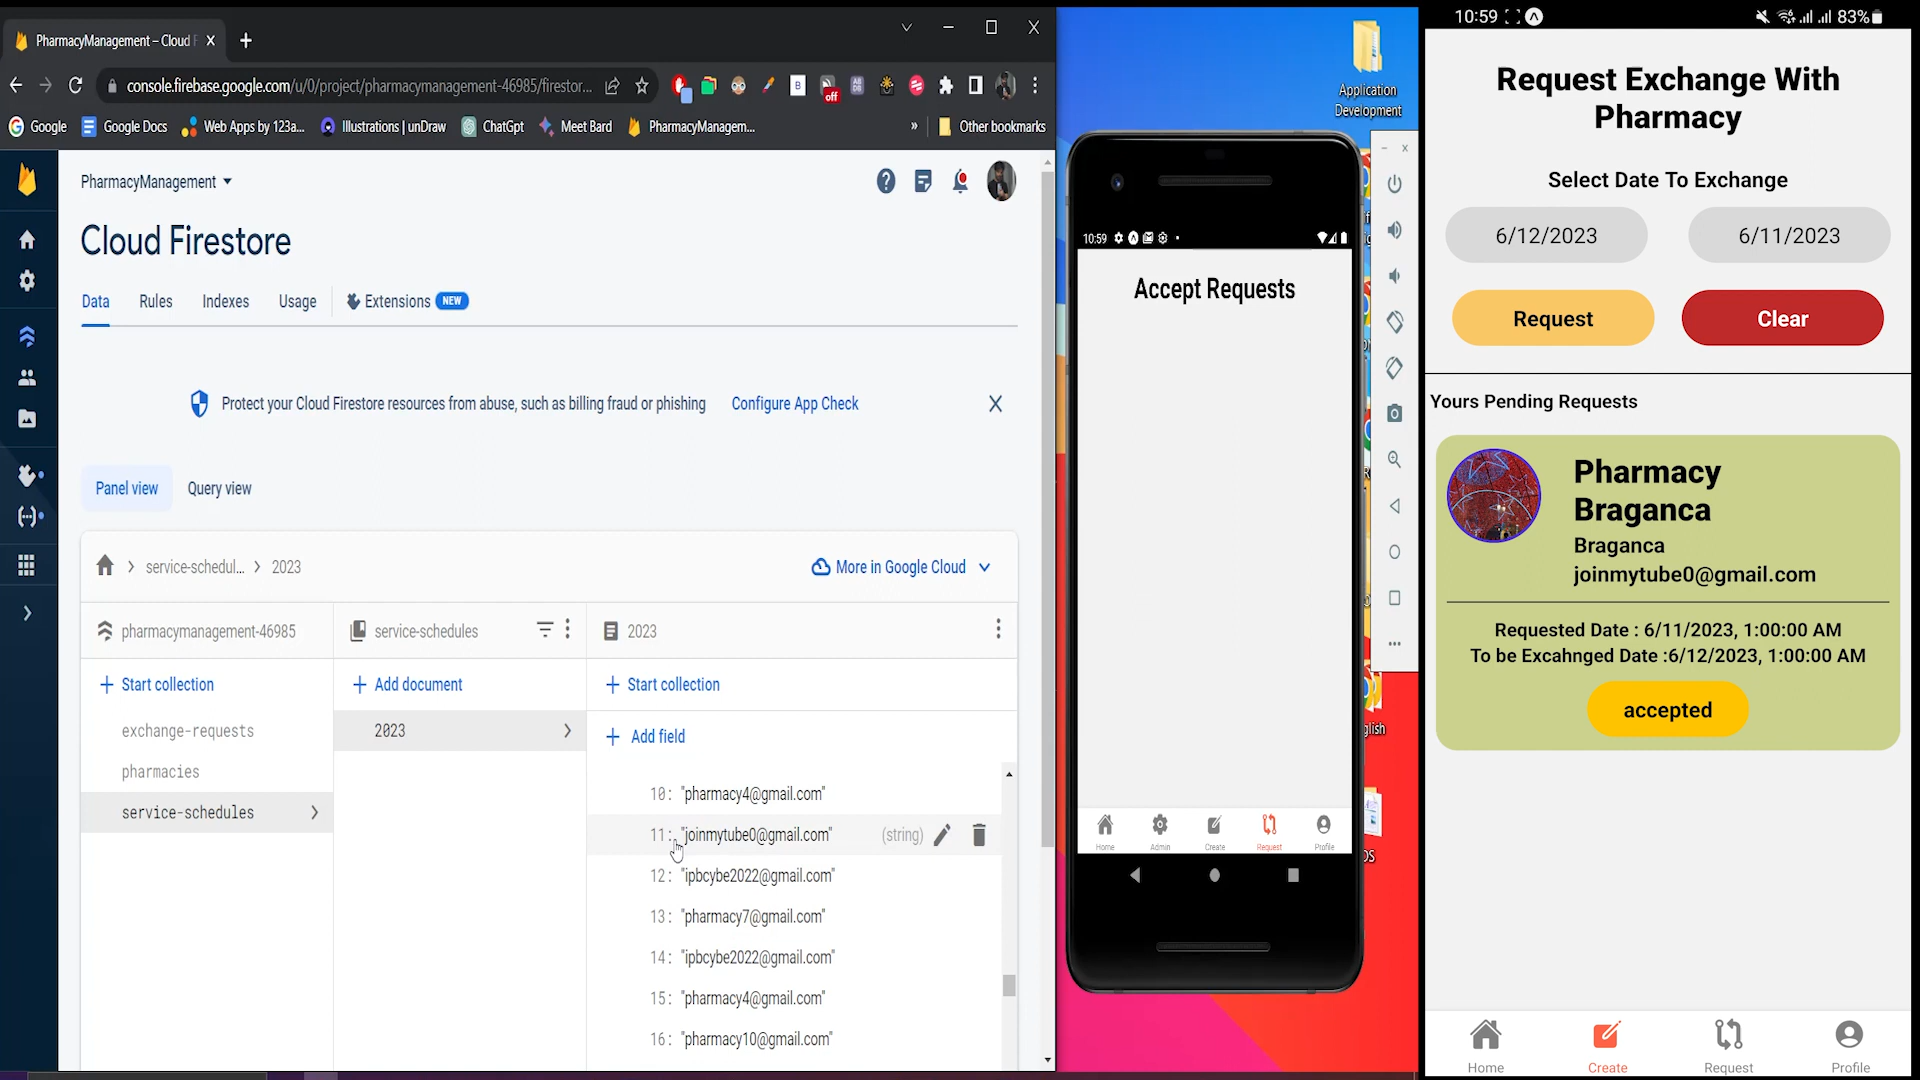 PharmacyManagement – Cloud F
console.firebase.google.com/u/0/project/pharmacymanagement-46985/firestor...
off
Google
Google Docs
Web Apps by 123a...
Illustrations | unDraw
ChatGpt
Meet Bard
PharmacyManagem...
»
Other bookmarks
PharmacyManagement
Cloud Firestore
Data
Rules
Indexes
Usage
Extensions
NEW
Protect your Cloud Firestore resources from abuse, such as billing fraud or phishing
Configure App Check
Panel view
Query view
service-schedul...
2023
More in Google Cloud
pharmacymanagement-46985
service-schedules
2023
Start collection
Add document
Start collection
exchange-requests
2023
Add field
pharmacies
service-schedules
10: "pharmacy4@gmail.com"
11: "joinmytube0@gmail.com"
(string)
12: "ipbcybe2022@gmail.com"
13: "pharmacy7@gmail.com"
14: "ipbcybe2022@gmail.com"
15: "pharmacy4@gmail.com"
16: "pharmacy10@gmail.com"
Application
Development
10:59
Accept Requests
Home
Admin
Create
Request
Profile
glish
10:59
83%
Request Exchange With
Pharmacy
Select Date To Exchange
6/12/2023
6/11/2023
Request
Clear
Yours Pending Requests
Pharmacy
Braganca
Braganca
joinmytube0@gmail.com
Requested Date : 6/11/2023, 1:00:00 AM
To be Excahnged Date :6/12/2023, 1:00:00 AM
accepted
Home
Create
Request
Profile